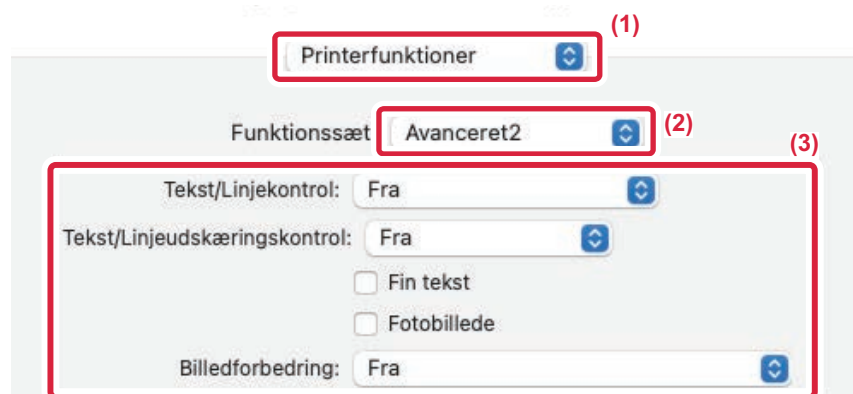 (1)
Printerfunktioner
Funktionssæt Avanceret2 (2)
(3)
Tekst/Linjekontrol: Fra
Tekst/Linjeudskæringskontrol: Fra
Fin tekst
Fotobillede
Billedforbedring: Fra